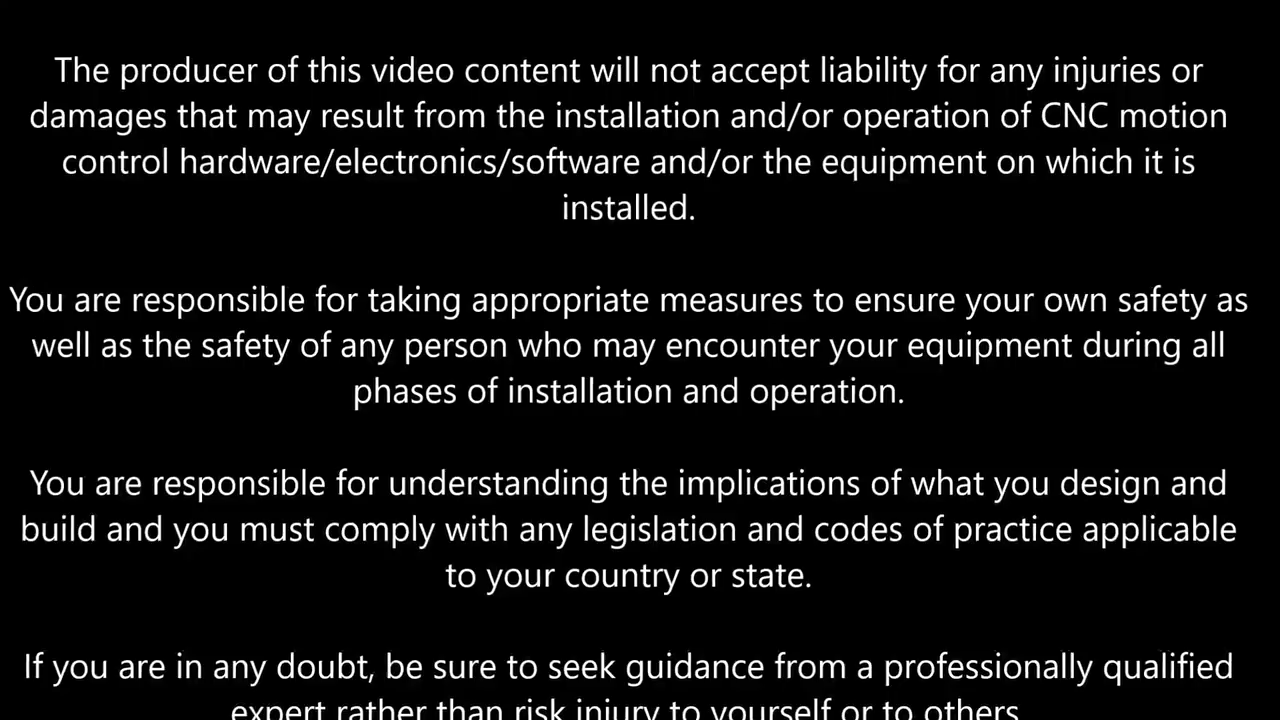 The producer of this video content will not accept liability for any injuries or
damages that may result from the installation and/or operation of CNC motion
control hardware/electronics/software and/or the equipment on which it is
installed.
You are responsible for taking appropriate measures to ensure your own safety as
well as the safety of any person who may encounter your equipment during all
phases of installation and operation.
You are responsible for understanding the implications of what you design and
build and you must comply with any legislation and codes of practice applicable
to your country or state.
If you are in any doubt, be sure to seek guidance from a professionally qualified
expert rather than risk injury to yourself or to others